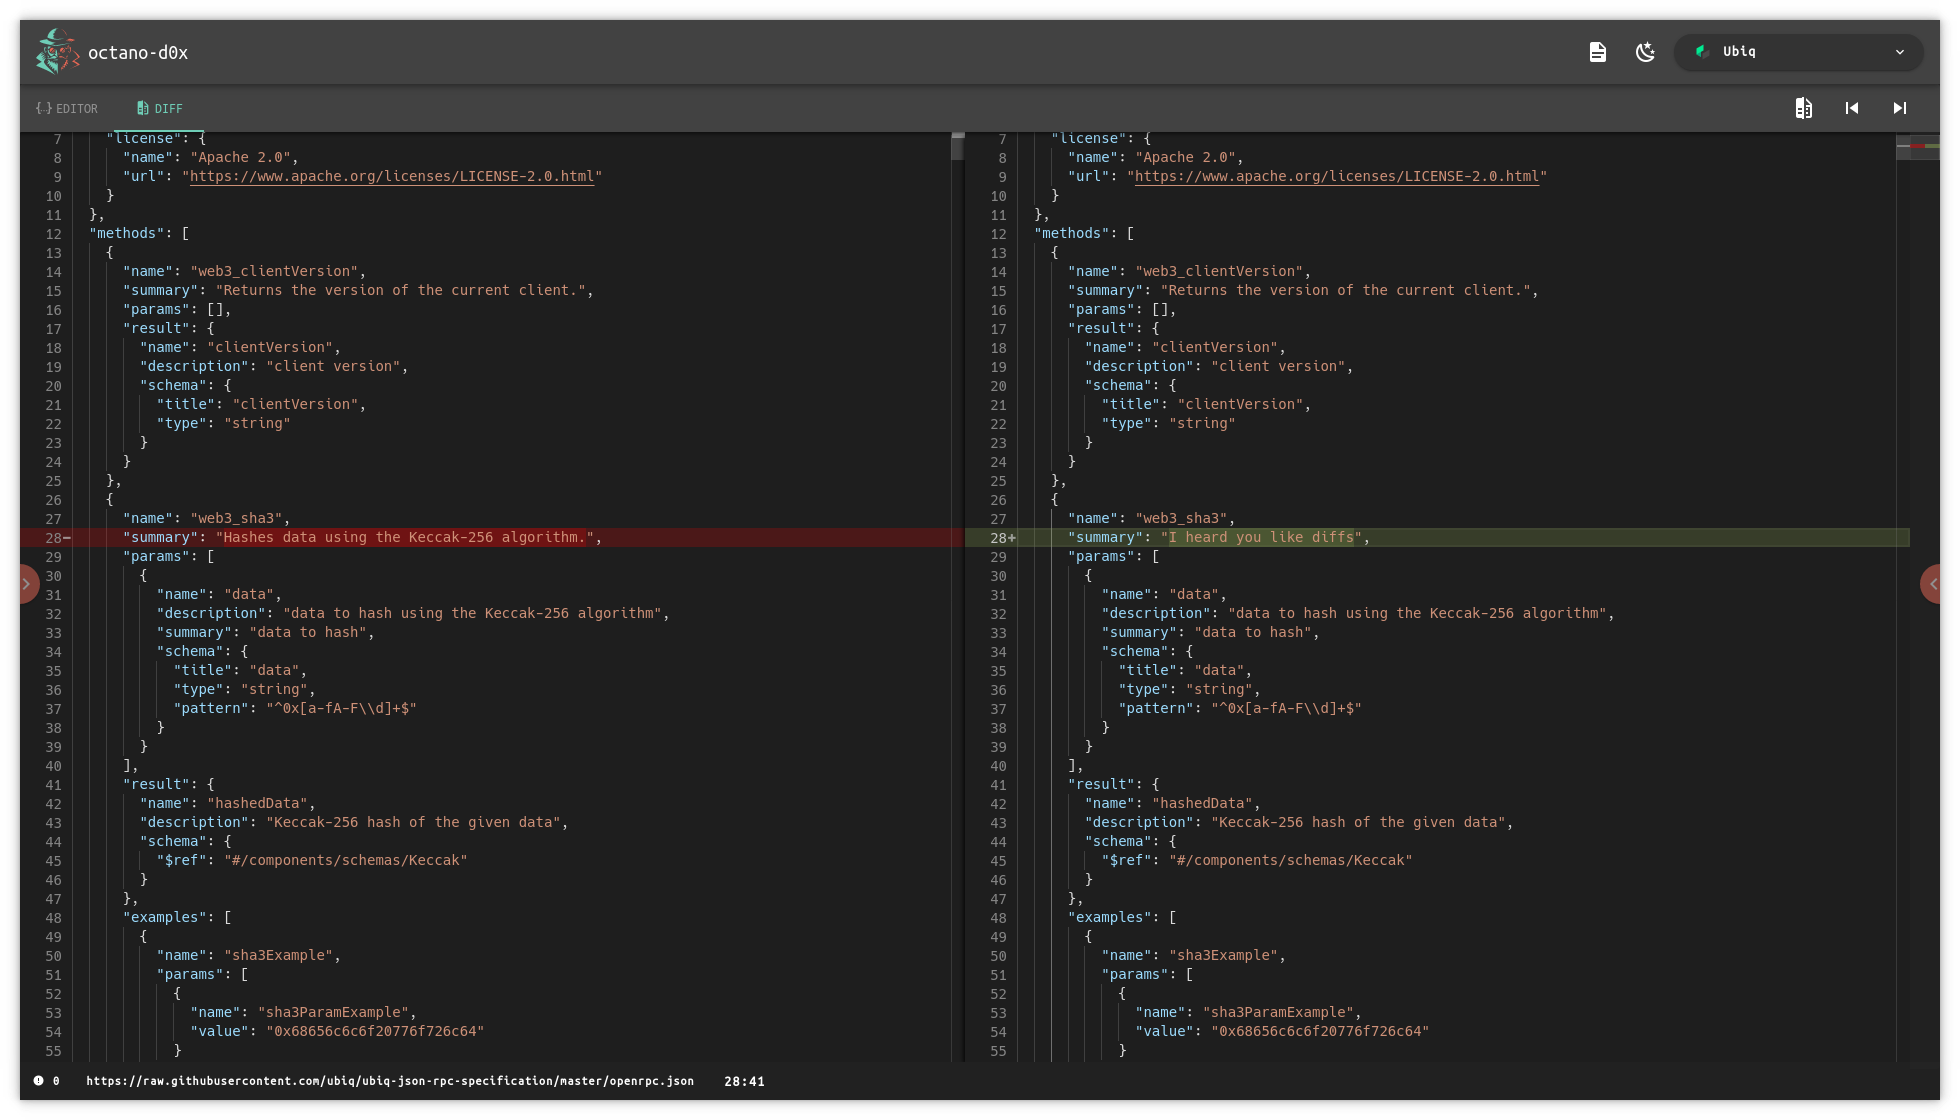 octano-d0x
Ubiq
{..} EDITOR
DIFF
7 "license": {
8 "name": "Apache 2.0",
9 "url": "https://www.apache.org/licenses/LICENSE-2.0.html"
10 }
11 },
12 "methods": [
13 {
14 "name": "web3_clientVersion",
15 "summary": "Returns the version of the current client.",
16 "params": [],
17 "result": {
18 "name": "clientVersion",
19 "description": "client version",
20 "schema": {
21 "title": "clientVersion",
22 "type": "string"
23 }
24 }
25 },
26 {
27 "name": "web3_sha3",
28− "summary": "Hashes data using the Keccak-256 algorithm.",
29 "params": [
30 {
31 "name": "data",
32 "description": "data to hash using the Keccak-256 algorithm",
33 "summary": "data to hash",
34 "schema": {
35 "title": "data",
36 "type": "string",
37 "pattern": "^0x[a-fA-F\\d]+$"
38 }
39 }
40 ],
41 "result": {
42 "name": "hashedData",
43 "description": "Keccak-256 hash of the given data",
44 "schema": {
45 "$ref": "#/components/schemas/Keccak"
46 }
47 },
48 "examples": [
49 {
50 "name": "sha3Example",
51 "params": [
52 {
53 "name": "sha3ParamExample",
54 "value": "0x68656c6c6f20776f726c64"
55 }
7 "license": {
8 "name": "Apache 2.0",
9 "url": "https://www.apache.org/licenses/LICENSE-2.0.html"
10 }
11 },
12 "methods": [
13 {
14 "name": "web3_clientVersion",
15 "summary": "Returns the version of the current client.",
16 "params": [],
17 "result": {
18 "name": "clientVersion",
19 "description": "client version",
20 "schema": {
21 "title": "clientVersion",
22 "type": "string"
23 }
24 }
25 },
26 {
27 "name": "web3_sha3",
28+ "summary": "I heard you like diffs",
29 "params": [
30 {
31 "name": "data",
32 "description": "data to hash using the Keccak-256 algorithm",
33 "summary": "data to hash",
34 "schema": {
35 "title": "data",
36 "type": "string",
37 "pattern": "^0x[a-fA-F\\d]+$"
38 }
39 }
40 ],
41 "result": {
42 "name": "hashedData",
43 "description": "Keccak-256 hash of the given data",
44 "schema": {
45 "$ref": "#/components/schemas/Keccak"
46 }
47 },
48 "examples": [
49 {
50 "name": "sha3Example",
51 "params": [
52 {
53 "name": "sha3ParamExample",
54 "value": "0x68656c6c6f20776f726c64"
55 }
0 https://raw.githubusercontent.com/ubiq/ubiq-json-rpc-specification/master/openrpc.json 28:41